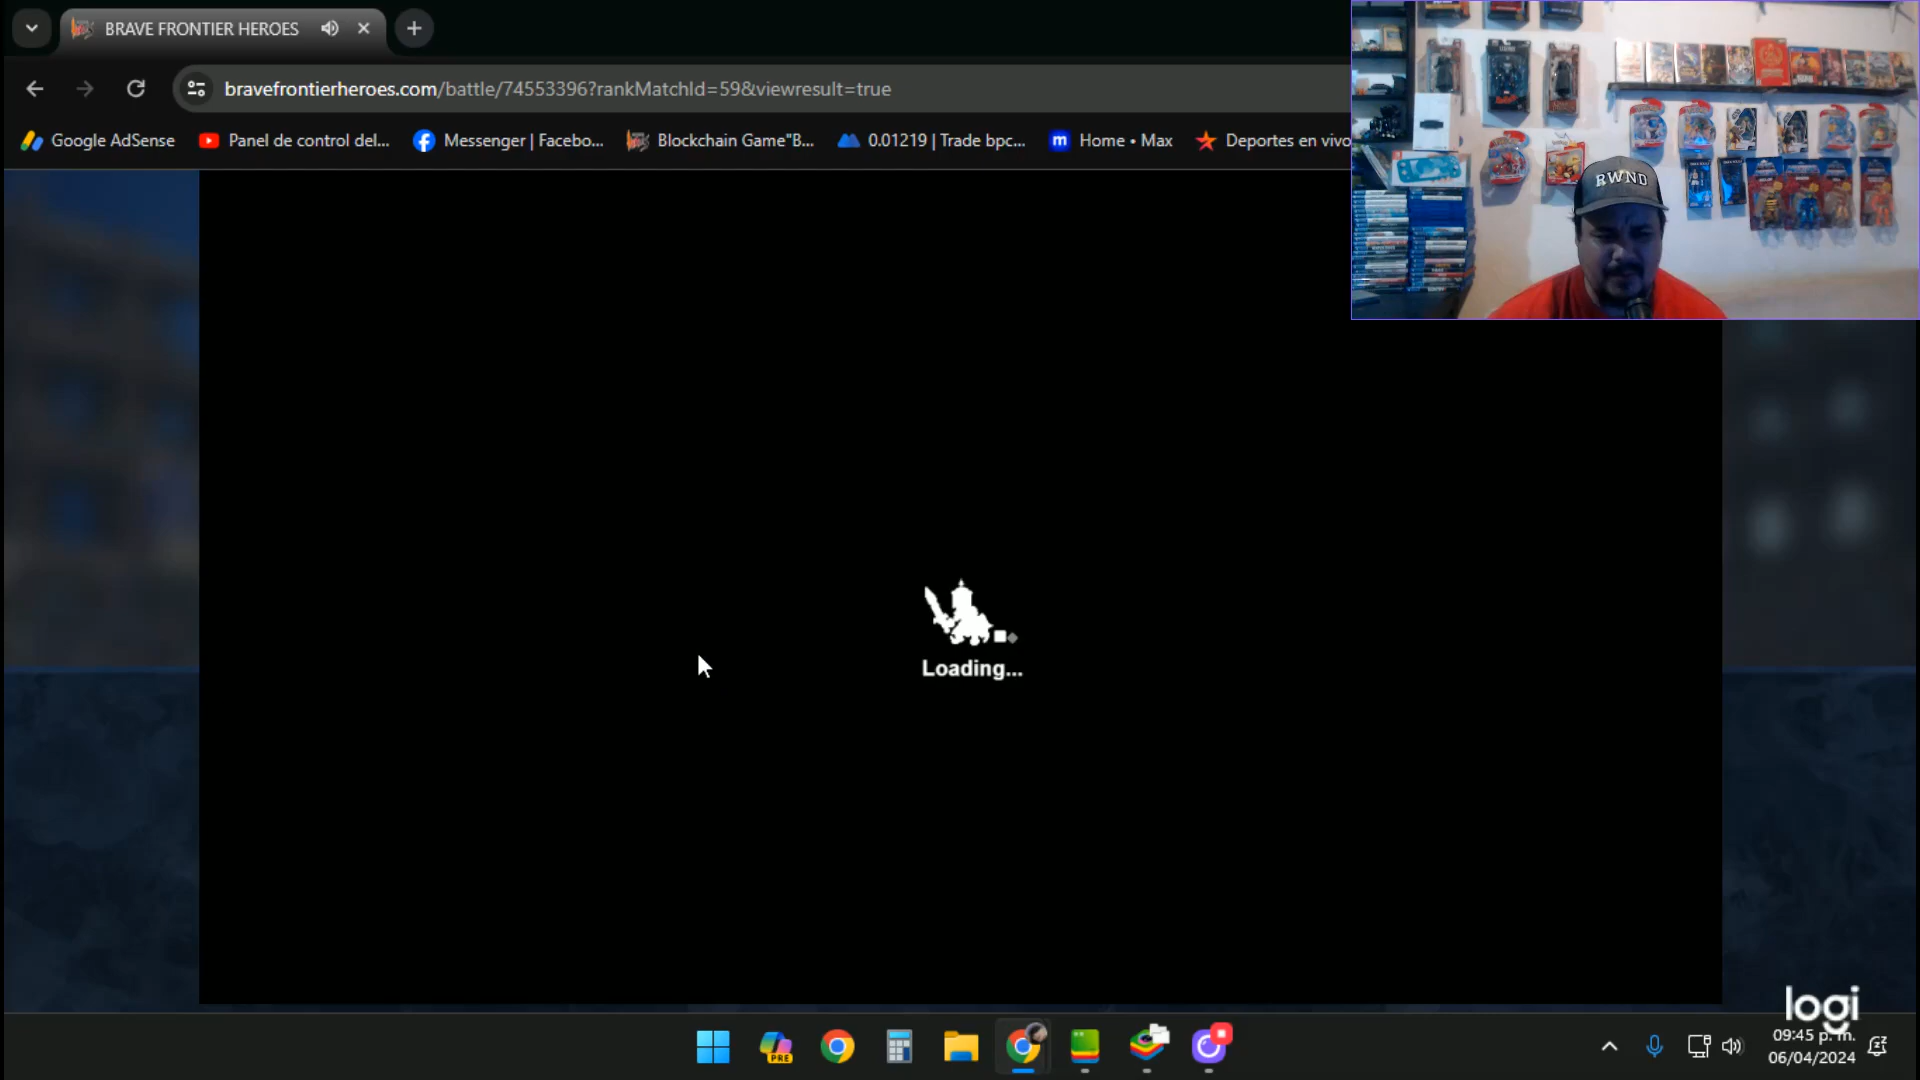 BRAVE FRONTIER HEROES
bravefrontierheroes.com/battle/74553396?rankMatchId=59&viewresult=true
Google AdSense
Panel de control del...
Messenger | Facebo...
Blockchain Game"B...
0.01219 | Trade bpc...
m
Home • Max
Deportes en vivo
RWND
Loading...
logi
PRE
09:45 p. m.
06/04/2024